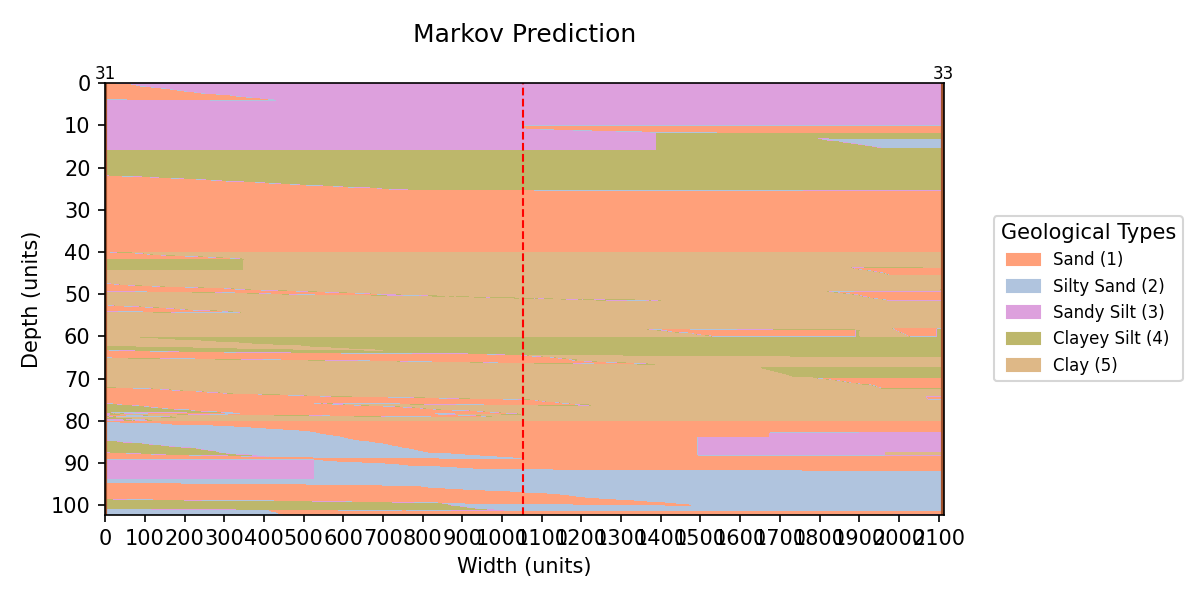 Markov Prediction
31
33
0
10
20
30
40
50
60
70
80
90
100
Depth (units)
0 100 200 300 400 500 600 700 800 900 1000 1100 1200 1300 1400 1500 1600 1700 1800 1900 2000 2100
Width (units)
Geological Types
Sand (1)
Silty Sand (2)
Sandy Silt (3)
Clayey Silt (4)
Clay (5)